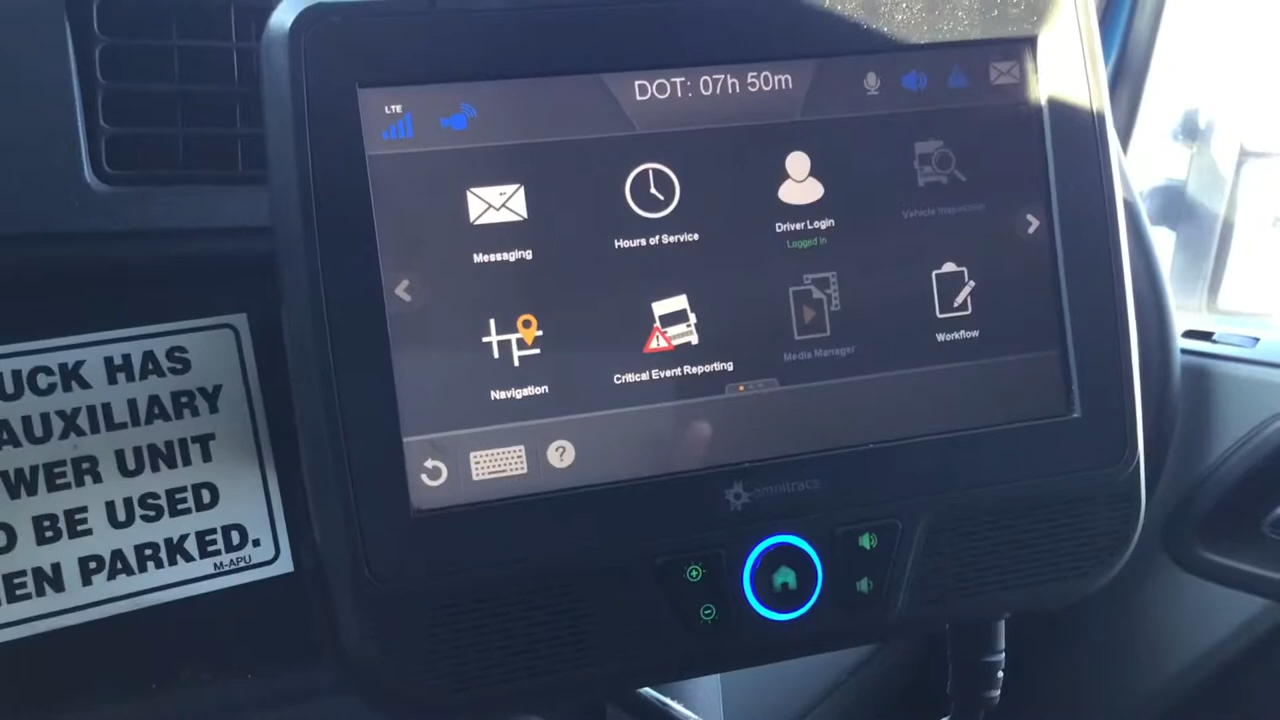 LTE
DOT: 07h 50m
Messaging
Hours of Service
Driver Login
Logged in
Vehicle Inspection
Navigation
Critical Event Reporting
Media Manager
Workflow
?
omnitracs
UCK HAS
AUXILIARY
WER UNIT
O BE USED
EN PARKED.
M-APU